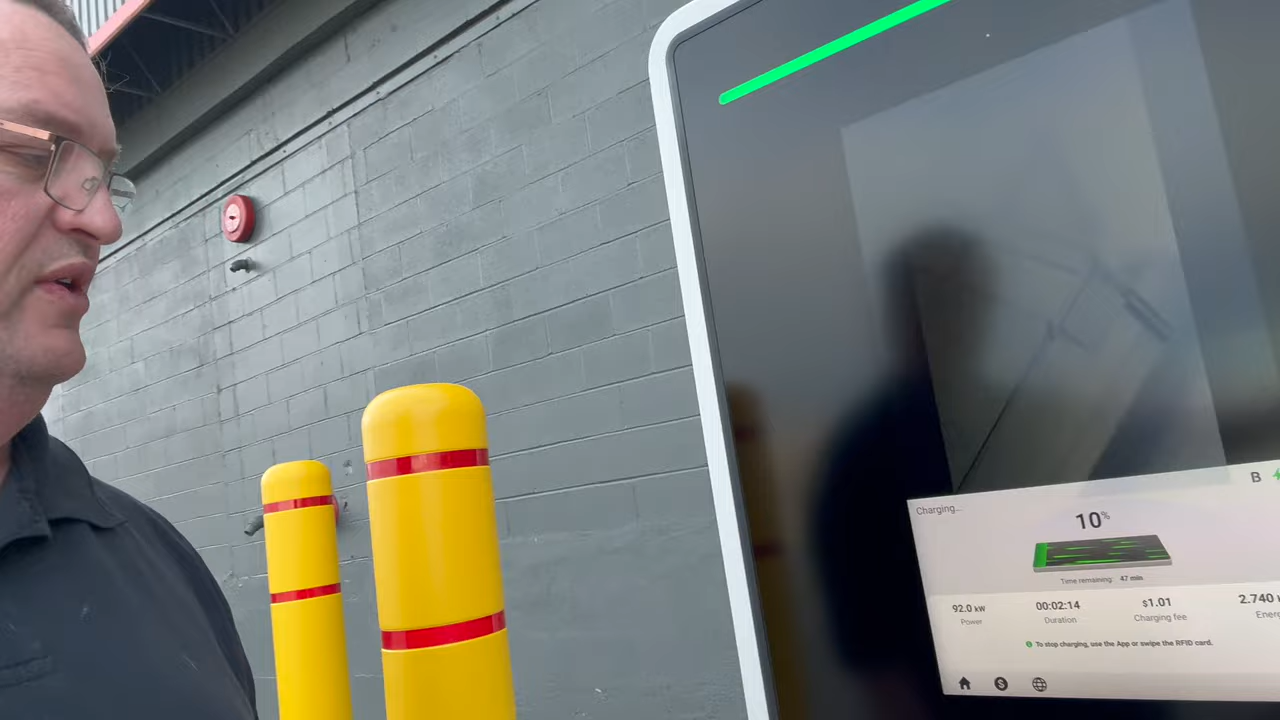 B
Charging...
10%
Time remaining: 47 min
92.0 kW 00:02:14 $1.01 2.740
Power Duration Charging fee Energ
To stop charging, use the App or swipe the RFID card.